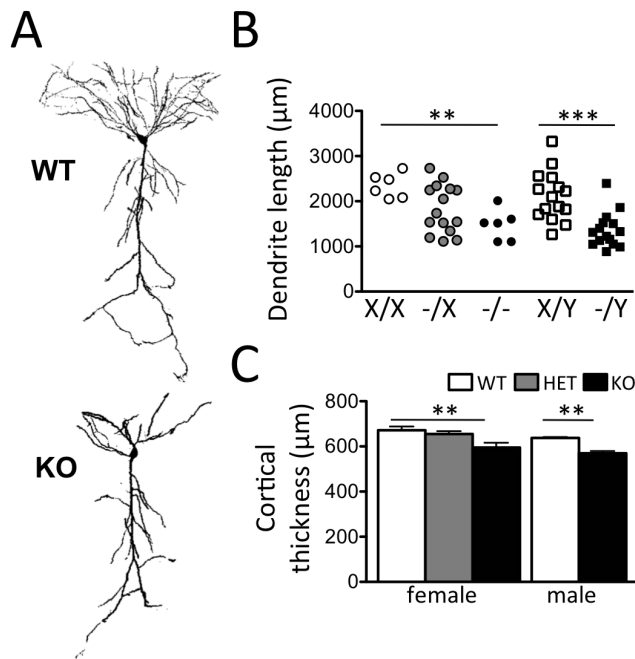 A
WT
KO
B
Dendrite length (μm)
4000
3000
2000
1000
0
** ***
X/X -/X -/- X/Y -/Y
C
WT HET KO
Cortical
thickness (μm)
800
600
400
200
0
** **
female male